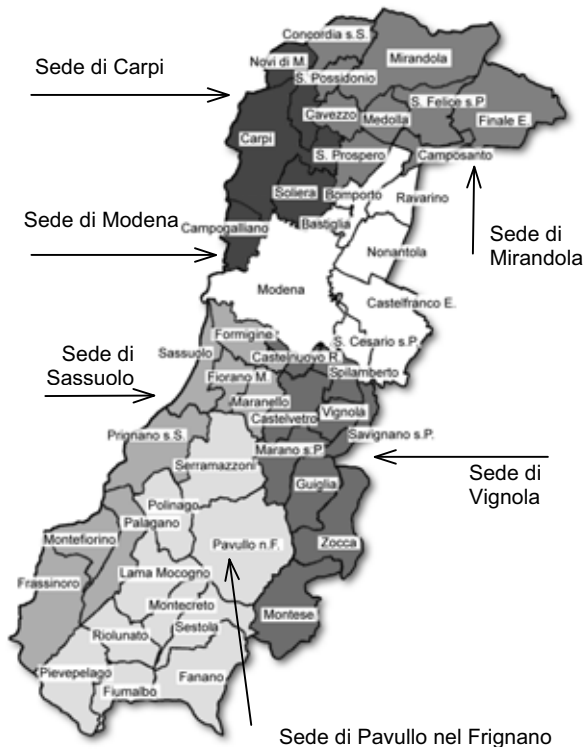 Concordia s.S.
Mirandola
Novi di M.
S. Possidonio
Sede di Carpi
S. Felice s.P.
Cavezzo
Medolla
Finale E.
Carpi
S. Prospero
Camposanto
Soliera
Bomporto
Ravarino
Sede di Modena
Campogalliano
Bastiglia
Sede di
Mirandola
Nonantola
Modena
Castelfranco E.
Formigine
S. Cesario s.P.
Sede di
Sassuolo
Sassuolo
Castelnuovo R.
Spilamberto
Fiorano M.
Maranello
Castelvetro
Vignola
Prignano s.S.
Savignano s.P.
Marano s.P.
Serramazzoni
Sede di
Vignola
Guiglia
Polinago
Palagano
Montefiorino
Pavullo n.F.
Zocca
Lama Mocogno
Frassinoro
Montecreto
Montese
Sestola
Riolunato
Pievepelago
Fanano
Fiumalbo
Sede di Pavullo nel Frignano